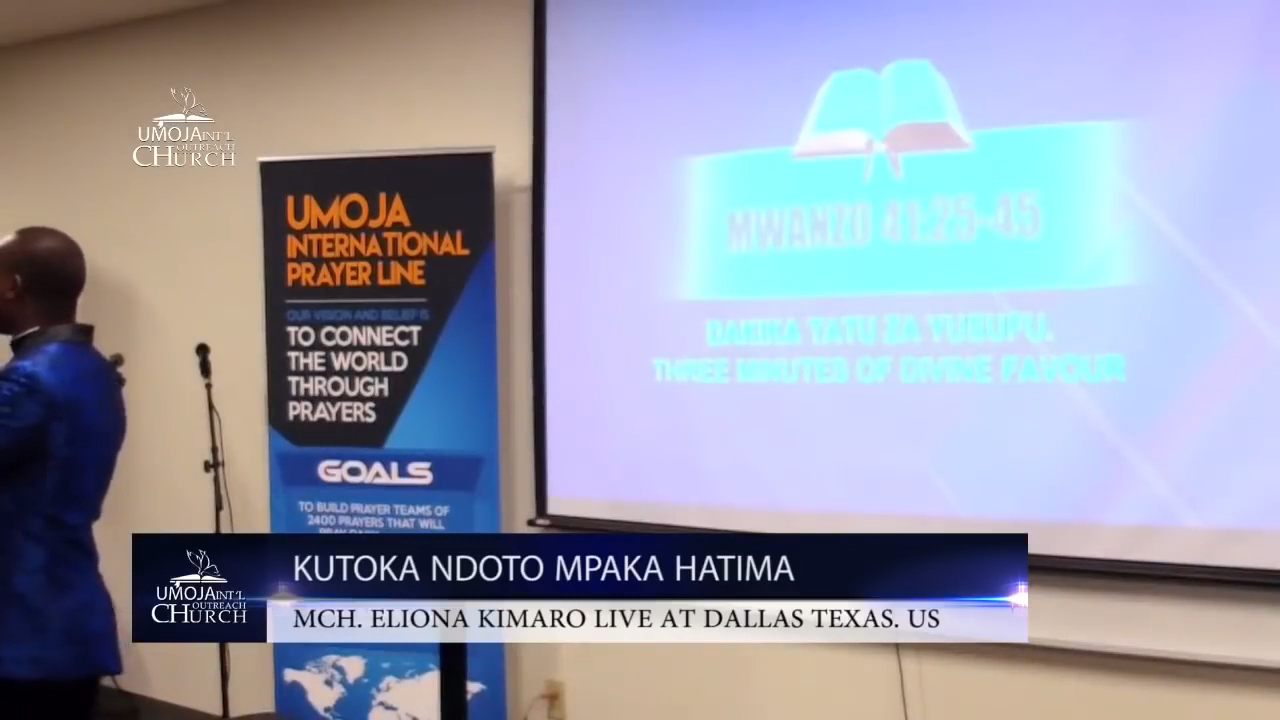 UMOJA INT'L
OUTREACH
CHURCH
UMOJA
INTERNATIONAL
PRAYER LINE
OUR VISION AND BELIEF IS
TO CONNECT
THE WORLD
THROUGH
PRAYERS
GOALS
TO BUILD PRAYER TEAMS OF
2400 PRAYERS THAT WILL
MWANZO 41:25-45
DAKIKA TATU ZA YUSUFU.
THREE MINUTES OF DIVINE FAVOUR
UMOJA INT'L
OUTREACH
CHURCH
KUTOKA NDOTO MPAKA HATIMA
MCH. ELIONA KIMARO LIVE AT DALLAS TEXAS. US